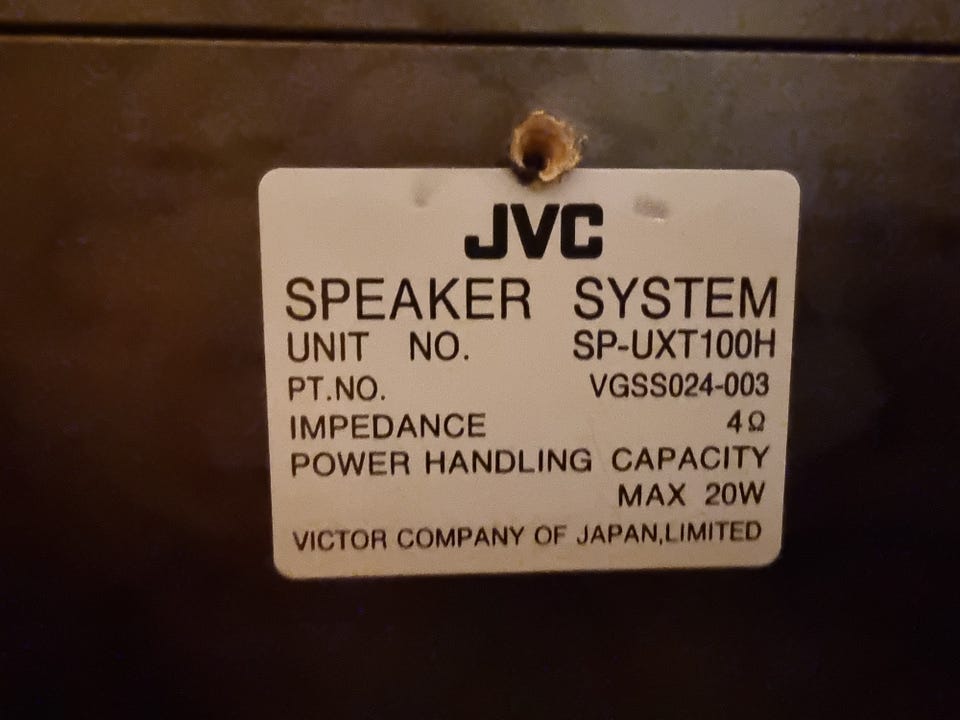 JVC
SPEAKER SYSTEM
UNIT NO. SP-UXT100H
PT.NO. VGSS024-003
IMPEDANCE 4Ω
POWER HANDLING CAPACITY
MAX 20W
VICTOR COMPANY OF JAPAN,LIMITED